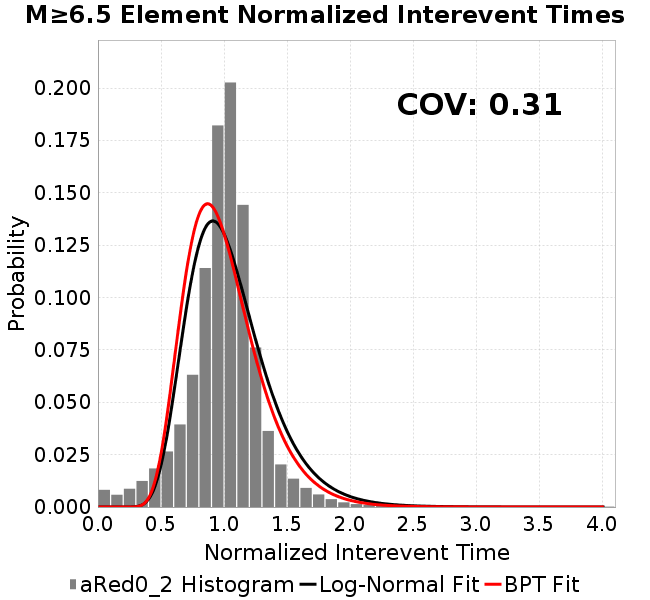 M≥6.5 Element Normalized Interevent Times
COV: 0.31
Probability
0.200
0.175
0.150
0.125
0.100
0.075
0.050
0.025
0.000
0.0 0.5 1.0 1.5 2.0 2.5 3.0 3.5 4.0
Normalized Interevent Time
aRed0_2 Histogram Log-Normal Fit BPT Fit